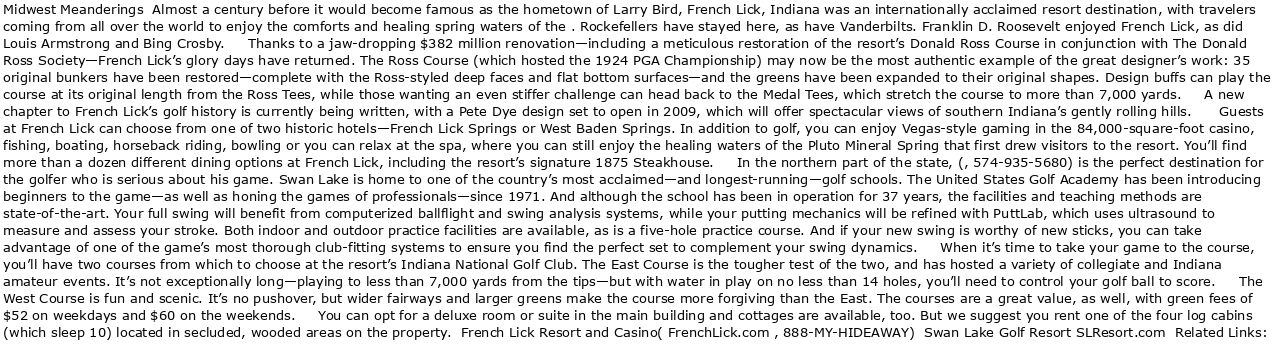 Midwest Meanderings  Almost a century before it would become famous as the hometown of Larry Bird, French Lick, Indiana was an internationally acclaimed resort destination, with travelers
coming from all over the world to enjoy the comforts and healing spring waters of the . Rockefellers have stayed here, as have Vanderbilts. Franklin D. Roosevelt enjoyed French Lick, as did
Louis Armstrong and Bing Crosby.      Thanks to a jaw-dropping $382 million renovation—including a meticulous restoration of the resort’s Donald Ross Course in conjunction with The Donald
Ross Society—French Lick’s glory days have returned. The Ross Course (which hosted the 1924 PGA Championship) may now be the most authentic example of the great designer’s work: 35
original bunkers have been restored—complete with the Ross-styled deep faces and flat bottom surfaces—and the greens have been expanded to their original shapes. Design buffs can play the
course at its original length from the Ross Tees, while those wanting an even stiffer challenge can head back to the Medal Tees, which stretch the course to more than 7,000 yards.      A new
chapter to French Lick’s golf history is currently being written, with a Pete Dye design set to open in 2009, which will offer spectacular views of southern Indiana’s gently rolling hills.      Guests
at French Lick can choose from one of two historic hotels—French Lick Springs or West Baden Springs. In addition to golf, you can enjoy Vegas-style gaming in the 84,000-square-foot casino,
fishing, boating, horseback riding, bowling or you can relax at the spa, where you can still enjoy the healing waters of the Pluto Mineral Spring that first drew visitors to the resort. You’ll find
more than a dozen different dining options at French Lick, including the resort’s signature 1875 Steakhouse.      In the northern part of the state, (, 574-935-5680) is the perfect destination for
the golfer who is serious about his game. Swan Lake is home to one of the country’s most acclaimed—and longest-running—golf schools. The United States Golf Academy has been introducing
beginners to the game—as well as honing the games of professionals—since 1971. And although the school has been in operation for 37 years, the facilities and teaching methods are
state-of-the-art. Your full swing will benefit from computerized ballflight and swing analysis systems, while your putting mechanics will be refined with PuttLab, which uses ultrasound to
measure and assess your stroke. Both indoor and outdoor practice facilities are available, as is a five-hole practice course. And if your new swing is worthy of new sticks, you can take
advantage of one of the game’s most thorough club-fitting systems to ensure you find the perfect set to complement your swing dynamics.      When it’s time to take your game to the course,
you’ll have two courses from which to choose at the resort’s Indiana National Golf Club. The East Course is the tougher test of the two, and has hosted a variety of collegiate and Indiana
amateur events. It’s not exceptionally long—playing to less than 7,000 yards from the tips—but with water in play on no less than 14 holes, you’ll need to control your golf ball to score.      The
West Course is fun and scenic. It’s no pushover, but wider fairways and larger greens make the course more forgiving than the East. The courses are a great value, as well, with green fees of
$52 on weekdays and $60 on the weekends.      You can opt for a deluxe room or suite in the main building and cottages are available, too. But we suggest you rent one of the four log cabins
(which sleep 10) located in secluded, wooded areas on the property.  French Lick Resort and Casino( FrenchLick.com , 888-MY-HIDEAWAY)  Swan Lake Golf Resort SLResort.com  Related Links: